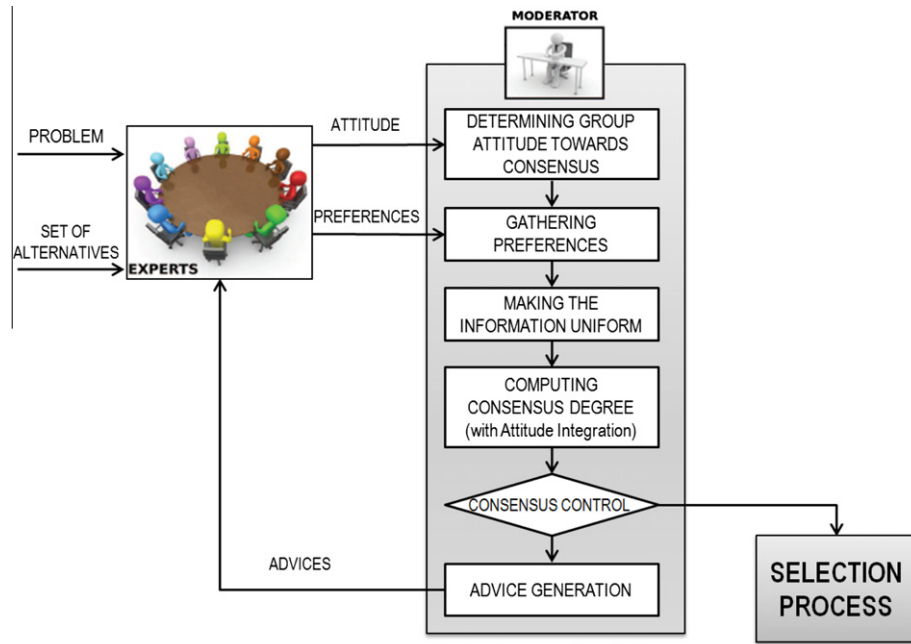 MODERATOR
PROBLEM
SET OF
ALTERNATIVES
EXPERTS
ATTITUDE
PREFERENCES
DETERMINING GROUP
ATTITUDE TOWARDS
CONSENSUS
GATHERING
PREFERENCES
MAKING THE
INFORMATION UNIFORM
COMPUTING
CONSENSUS DEGREE
(with Attitude Integration)
CONSENSUS CONTROL
ADVICES
ADVICE GENERATION
SELECTION
PROCESS